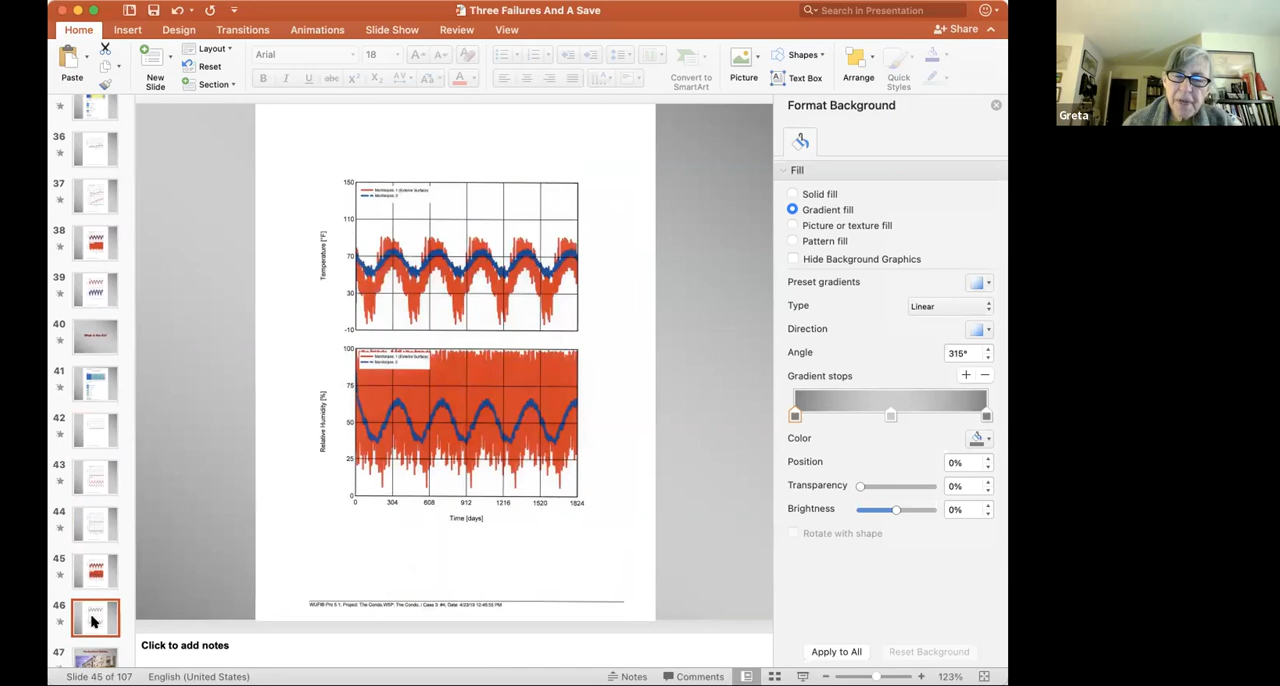 Three Failures And A Save
Search in Presentation
Home
Insert
Design
Transitions
Animations
Slide Show
Review
View
Share
Paste
New Slide
Layout
Reset
Section
Arial
18
Convert to SmartArt
Picture
Shapes
Text Box
Arrange
Quick Styles
36
37
38
39
40
41
42
43
44
45
46
47
150
110
70
30
-10
Temperature [°F]
100
75
50
25
0
Relative Humidity [%]
0 304 608 912 1216 1520 1824
Time [days]
Click to add notes
Format Background
Fill
Solid fill
Gradient fill
Picture or texture fill
Pattern fill
Hide Background Graphics
Preset gradients
Type Linear
Direction
Angle 315°
Gradient stops
Color
Position 0%
Transparency 0%
Brightness 0%
Rotate with shape
Apply to All
Reset Background
Slide 45 of 107
English (United States)
Notes
Comments
123%
Greta